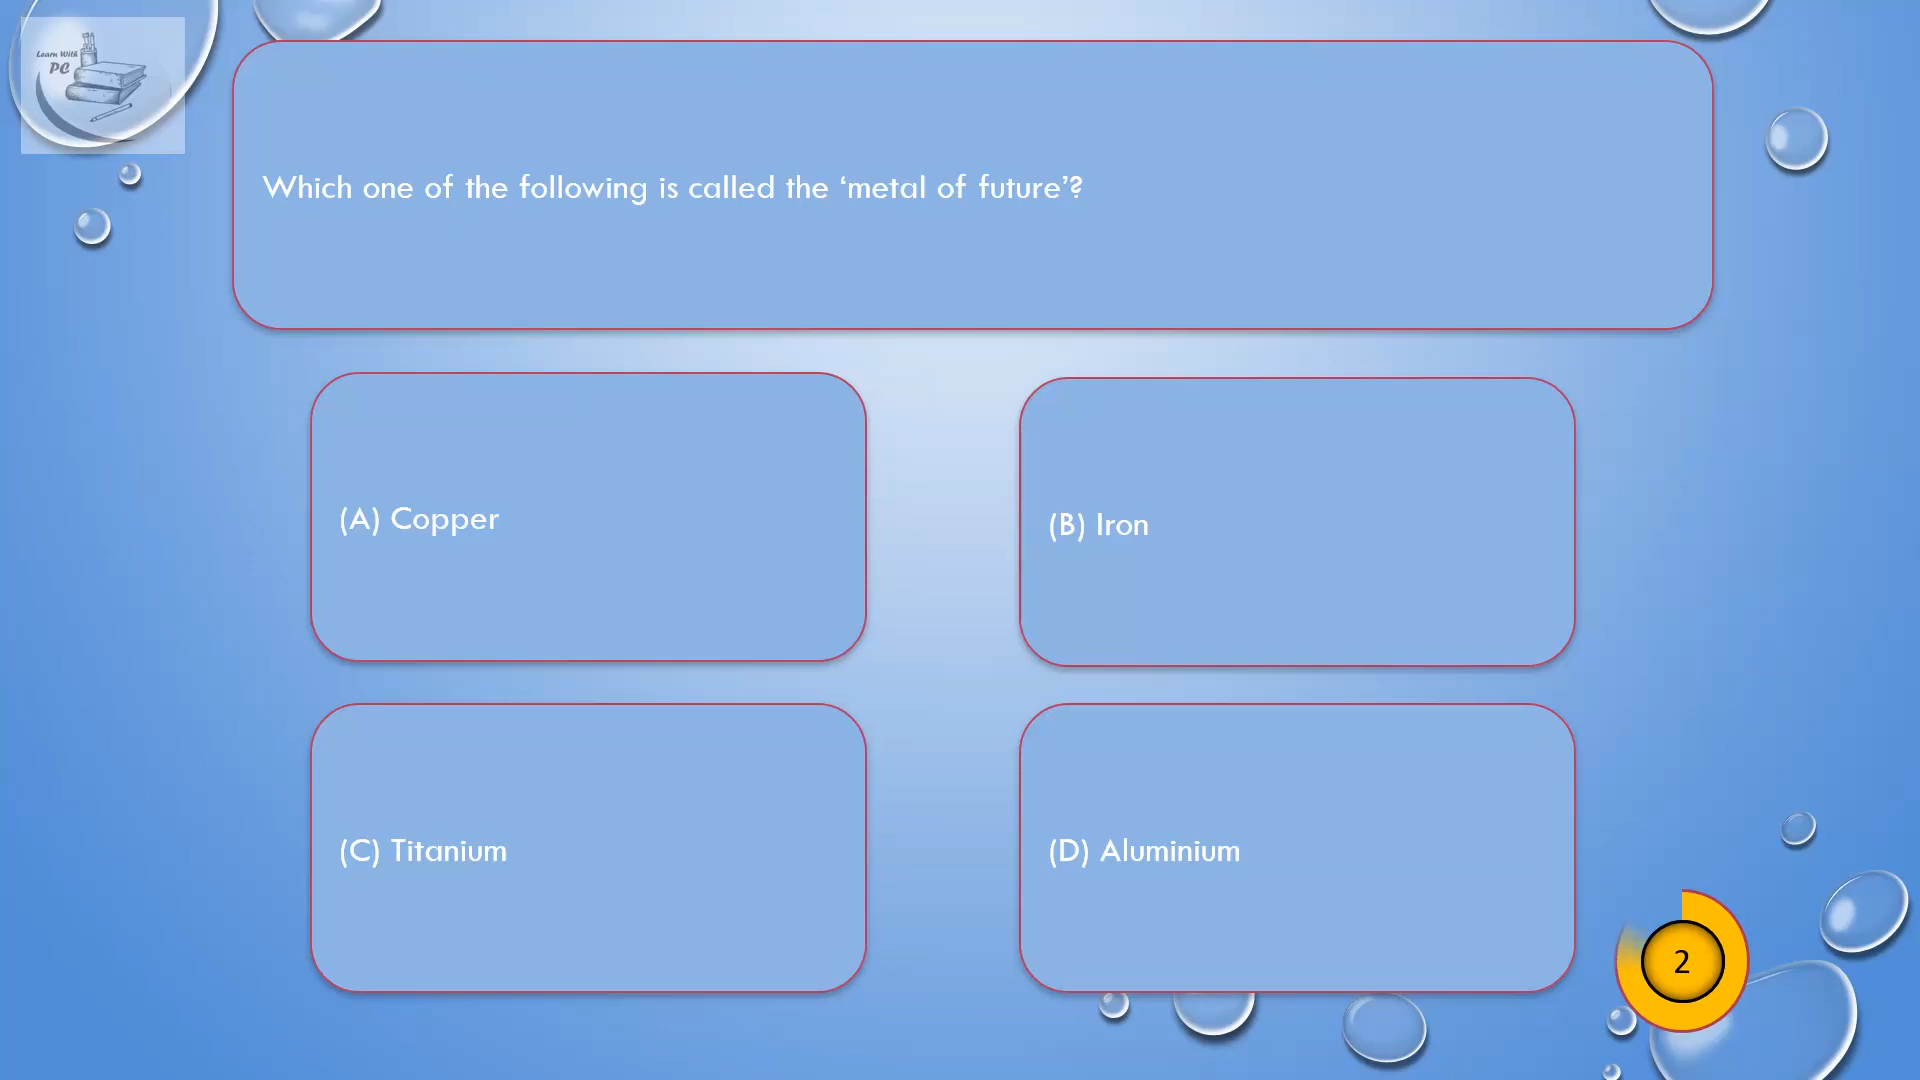 Learn With
PC
Which one of the following is called the ‘metal of future’?
(A) Copper
(B) Iron
(C) Titanium
(D) Aluminium
2